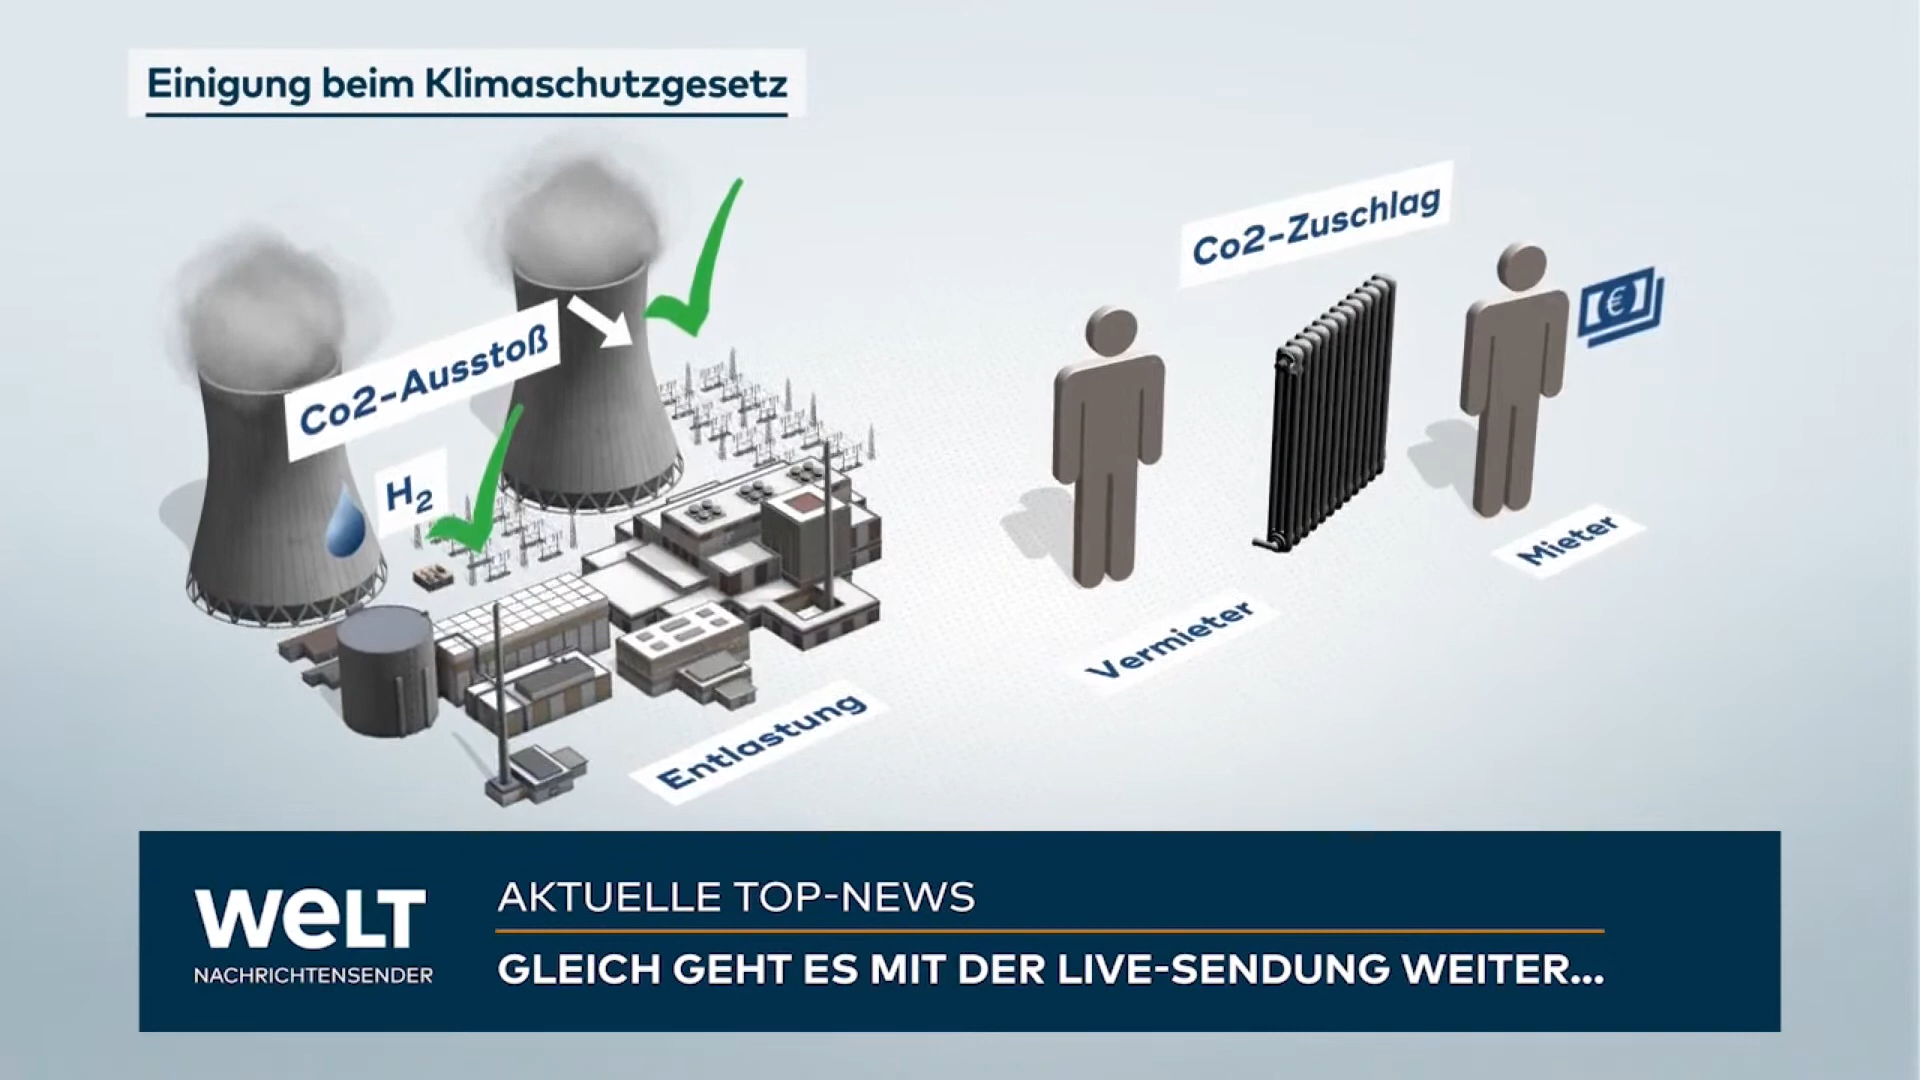 Einigung beim Klimaschutzgesetz
Co2-Ausstoß
H2
Entlastung
Co2-Zuschlag
€
Vermieter
Mieter
welt
NACHRICHTENSENDER
AKTUELLE TOP-NEWS
GLEICH GEHT ES MIT DER LIVE-SENDUNG WEITER...